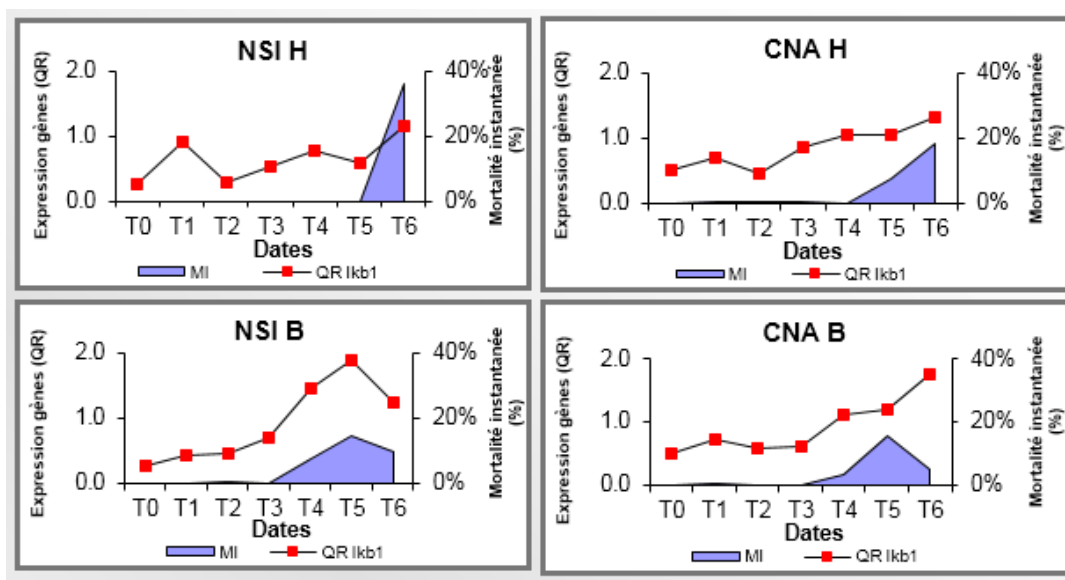 NSI H
Expression gènes (QR)
2.0
1.0
0.0
40%
20%
0%
Mortalité instantanée
(%)
T0 T1 T2 T3 T4 T5 T6
Dates
MI QR Ikb1
CNA H
Expression gènes (QR)
2.0
1.0
0.0
40%
20%
0%
Mortalité instantanée
(%)
T0 T1 T2 T3 T4 T5 T6
Dates
MI QR Ikb1
NSI B
Expression gènes (QR)
2.0
1.0
0.0
40%
20%
0%
Mortalité instantanée
(%)
T0 T1 T2 T3 T4 T5 T6
Dates
MI QR Ikb1
CNA B
Expression gènes (QR)
2.0
1.0
0.0
40%
20%
0%
Mortalité instantanée
(%)
T0 T1 T2 T3 T4 T5 T6
Dates
MI QR Ikb1